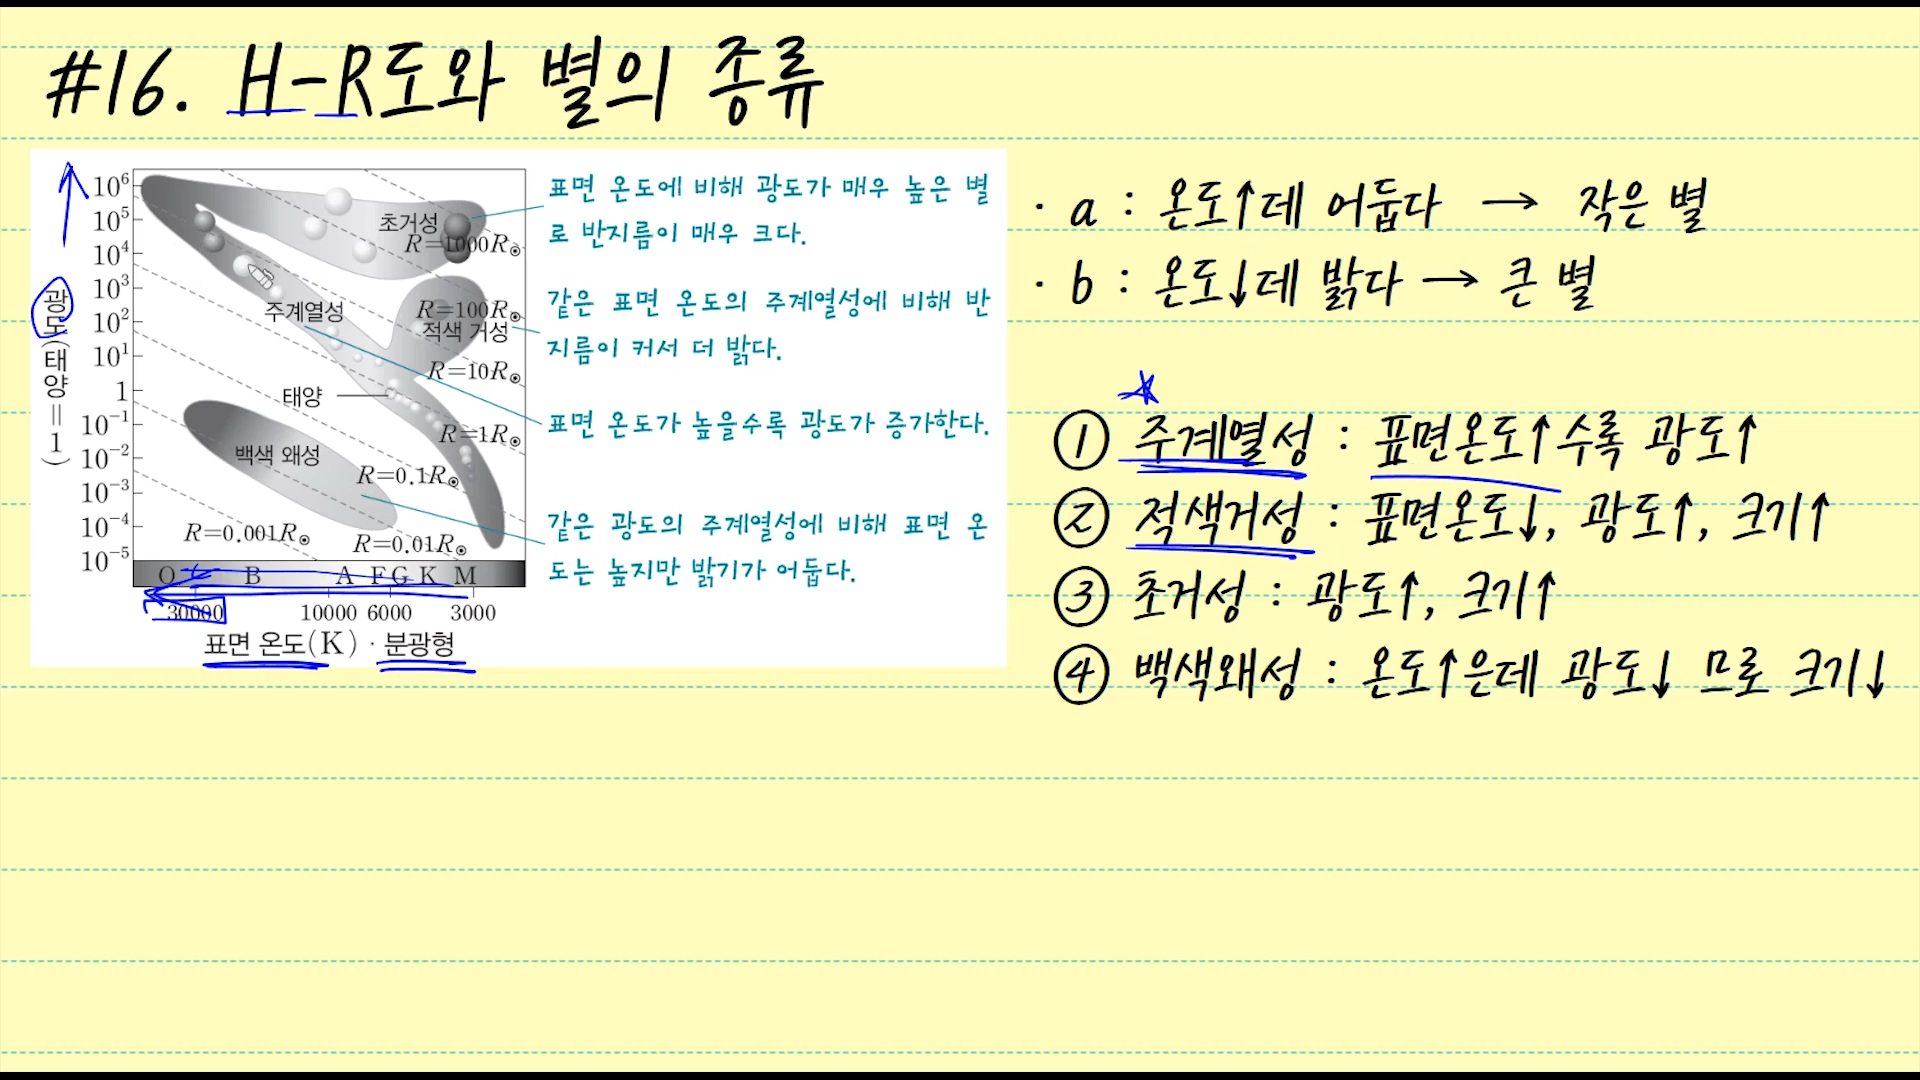 #16. H-R도와 별의 종류
광도(태양=1)
10⁶
10⁵
10⁴
10³
10²
10¹
1
10⁻¹
10⁻²
10⁻³
10⁻⁴
10⁻⁵
초거성
R=1000R⊙
주계열성
R=100R⊙
적색 거성
R=10R⊙
태양
R=1R⊙
백색 왜성
R=0.1R⊙
R=0.001R⊙
R=0.01R⊙
O B A F G K M
30000 10000 6000 3000
표면 온도(K)·분광형
표면 온도에 비해 광도가 매우 높은 별
로 반지름이 매우 크다.
같은 표면 온도의 주계열성에 비해 반
지름이 커서 더 밝다.
표면 온도가 높을수록 광도가 증가한다.
같은 광도의 주계열성에 비해 표면 온
도는 높지만 밝기가 어둡다.
· a : 온도↑데 어둡다 → 작은 별
· b : 온도↓데 밝다 → 큰 별
① 주계열성 : 표면온도↑수록 광도↑
② 적색거성 : 표면온도↓, 광도↑, 크기↑
③ 초거성 : 광도↑, 크기↑
④ 백색왜성 : 온도↑은데 광도↓ 므로 크기↓